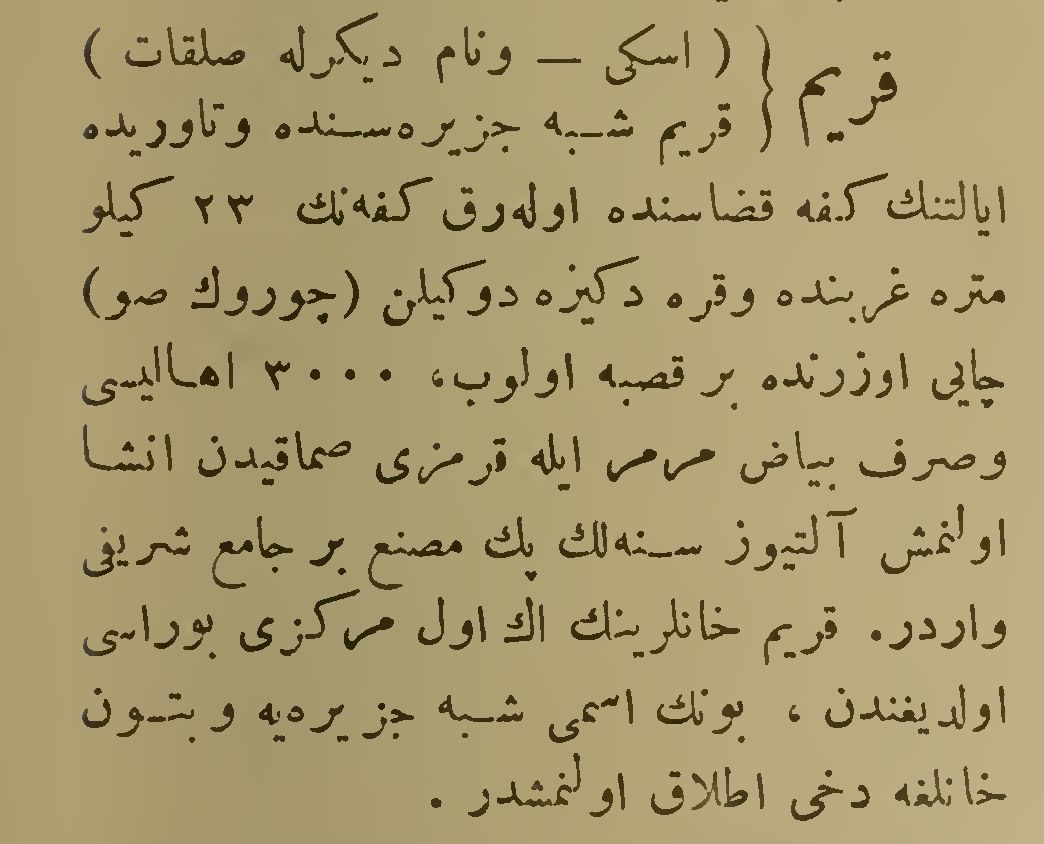 قريم { ( اسكى — ونام ديكرله صلقات )
قريم شبه جزيره‌سنده وتاوريده
ايالتنك كفه قضاسنده اوله‌رق كفه‌نك ٢٣ كيلو
متره غربنده وقره دكيزه دوكيلن (چوروك صو)
چايى اوزرنده بر قصبه اولوب، ٣٠٠٠ اهاليسى
وصرف بياض مرمر ايله قرمزى صماقيدن انشا
اولنمش آلتيوز سنه‌لك پك مصنع بر جامع شريفى
واردر. قريم خانلرينك اك اول مركزى بوراسى
اولديغندن ، بونك اسمى شبه جزيره‌يه و بتون
خانلغه دخى اطلاق اولنمشدر .